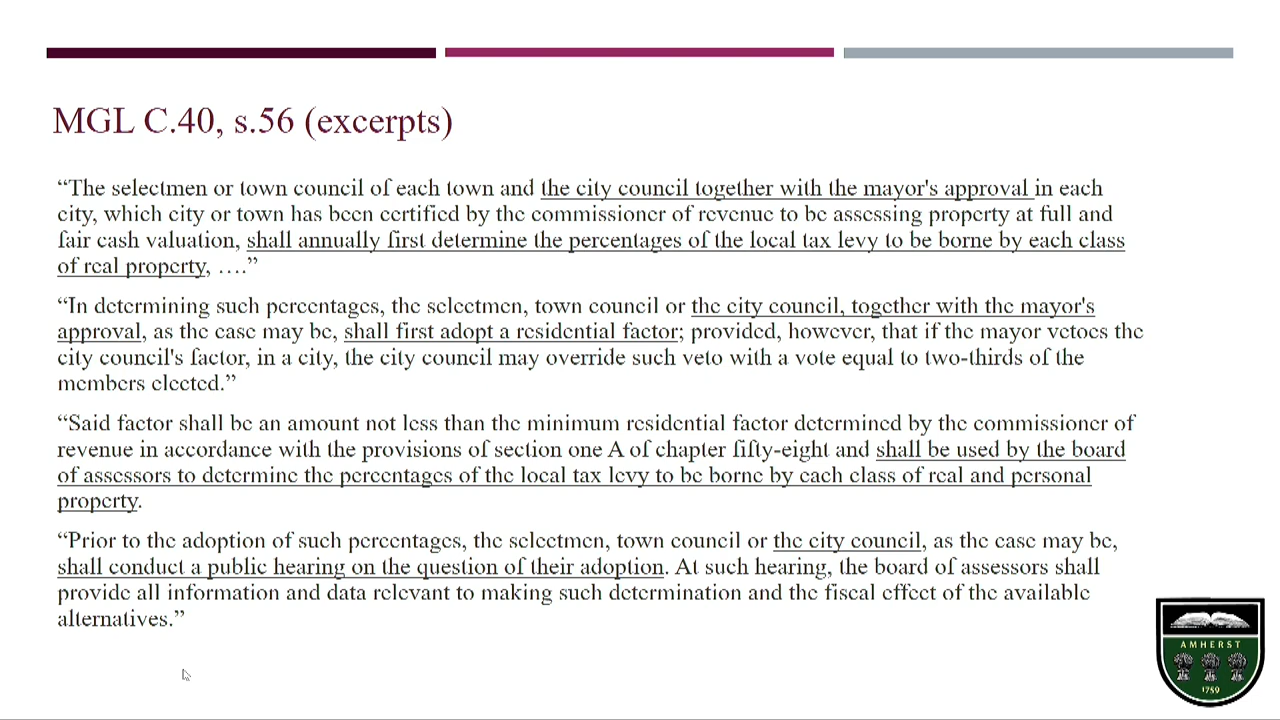 MGL C.40, s.56 (excerpts)
“The selectmen or town council of each town and the city council together with the mayor's approval in each
city, which city or town has been certified by the commissioner of revenue to be assessing property at full and
fair cash valuation, shall annually first determine the percentages of the local tax levy to be borne by each class
of real property, ….”
“In determining such percentages, the selectmen, town council or the city council, together with the mayor's
approval, as the case may be, shall first adopt a residential factor; provided, however, that if the mayor vetoes the
city council's factor, in a city, the city council may override such veto with a vote equal to two-thirds of the
members elected.”
“Said factor shall be an amount not less than the minimum residential factor determined by the commissioner of
revenue in accordance with the provisions of section one A of chapter fifty-eight and shall be used by the board
of assessors to determine the percentages of the local tax levy to be borne by each class of real and personal
property.
“Prior to the adoption of such percentages, the selectmen, town council or the city council, as the case may be,
shall conduct a public hearing on the question of their adoption. At such hearing, the board of assessors shall
provide all information and data relevant to making such determination and the fiscal effect of the available
alternatives.”
AMHERST
1759